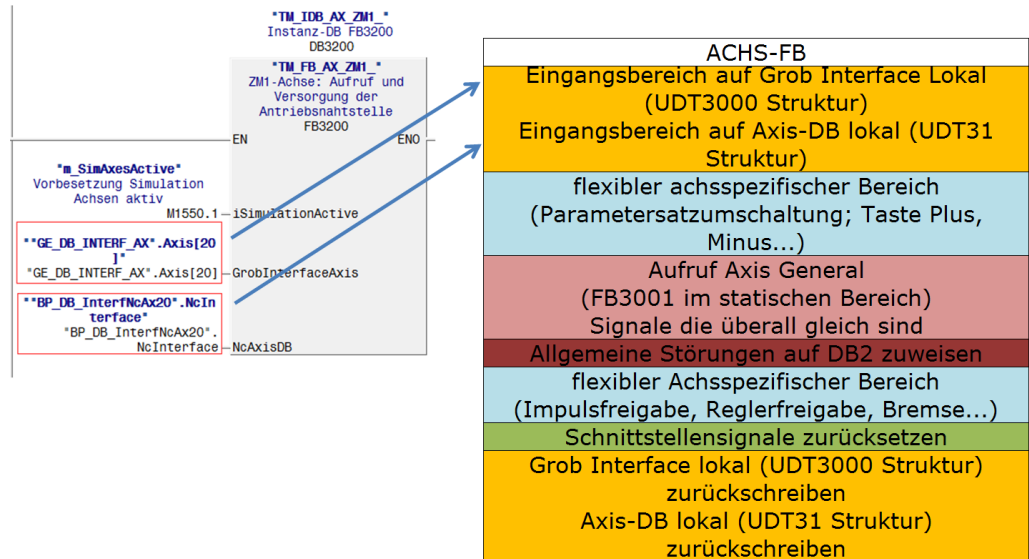 "TM_IDB_AX_ZM1_"
Instanz-DB FB3200
DB3200
"TM_FB_AX_ZM1_"
ZM1-Achse: Aufruf und
Versorgung der
Antriebsnahtstelle
FB3200
EN
ENO
"m_SimAxesActive"
Vorbesetzung Simulation
Achsen aktiv
M1550.1
iSimulationActive
""GE_DB_INTERF_AX".Axis[20
]"
"GE_DB_INTERF_AX".Axis[20]
GrobInterfaceAxis
""BP_DB_InterfNcAx20".NcIn
terface"
"BP_DB_InterfNcAx20".
NcInterface
NcAxisDB
ACHS-FB
Eingangsbereich auf Grob Interface Lokal
(UDT3000 Struktur)
Eingangsbereich auf Axis-DB lokal (UDT31
Struktur)
flexibler achsspezifischer Bereich
(Parametersatzumschaltung; Taste Plus,
Minus...)
Aufruf Axis General
(FB3001 im statischen Bereich)
Signale die überall gleich sind
Allgemeine Störungen auf DB2 zuweisen
flexibler Achsspezifischer Bereich
(Impulsfreigabe, Reglerfreigabe, Bremse...)
Schnittstellensignale zurücksetzen
Grob Interface lokal (UDT3000 Struktur)
zurückschreiben
Axis-DB lokal (UDT31 Struktur)
zurückschreiben